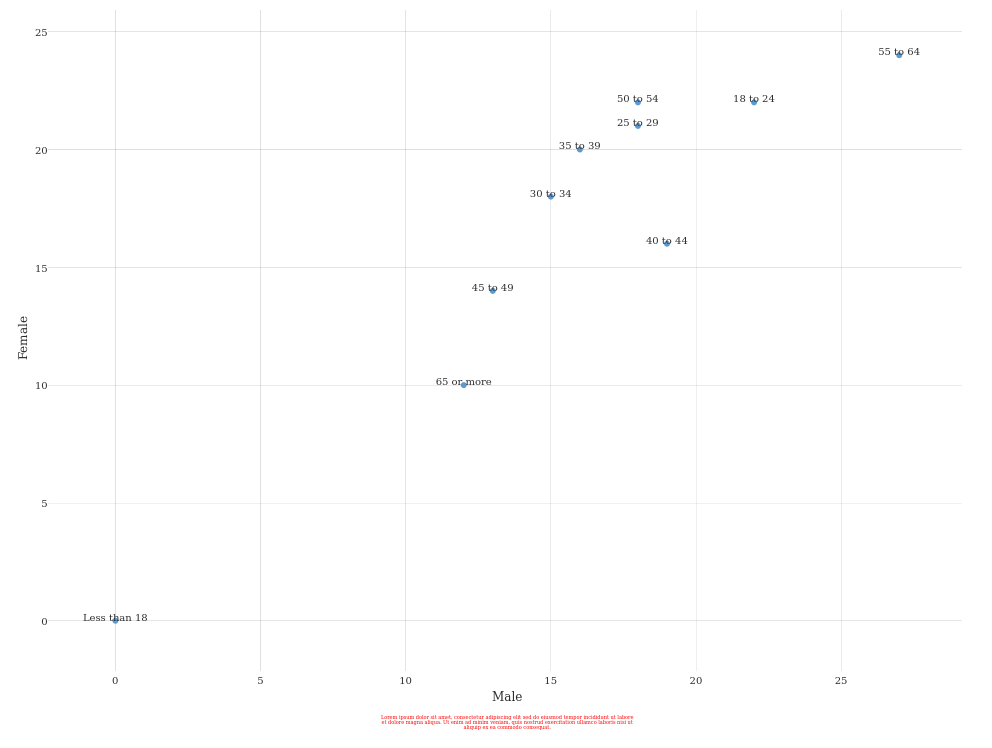 25
55 to 64
50 to 54
18 to 24
25 to 29
20
35 to 39
30 to 34
40 to 44
15
45 to 49
Female
10
65 or more
5
0
Less than 18
0 5 10 15 20 25
Male
Lorem ipsum dolor sit amet, consectetur adipiscing elit sed do eiusmod tempor incididunt ut labore
et dolore magna aliqua. Ut enim ad minim veniam, quis nostrud exercitation ullamco laboris nisi ut
aliquip ex ea commodo consequat.